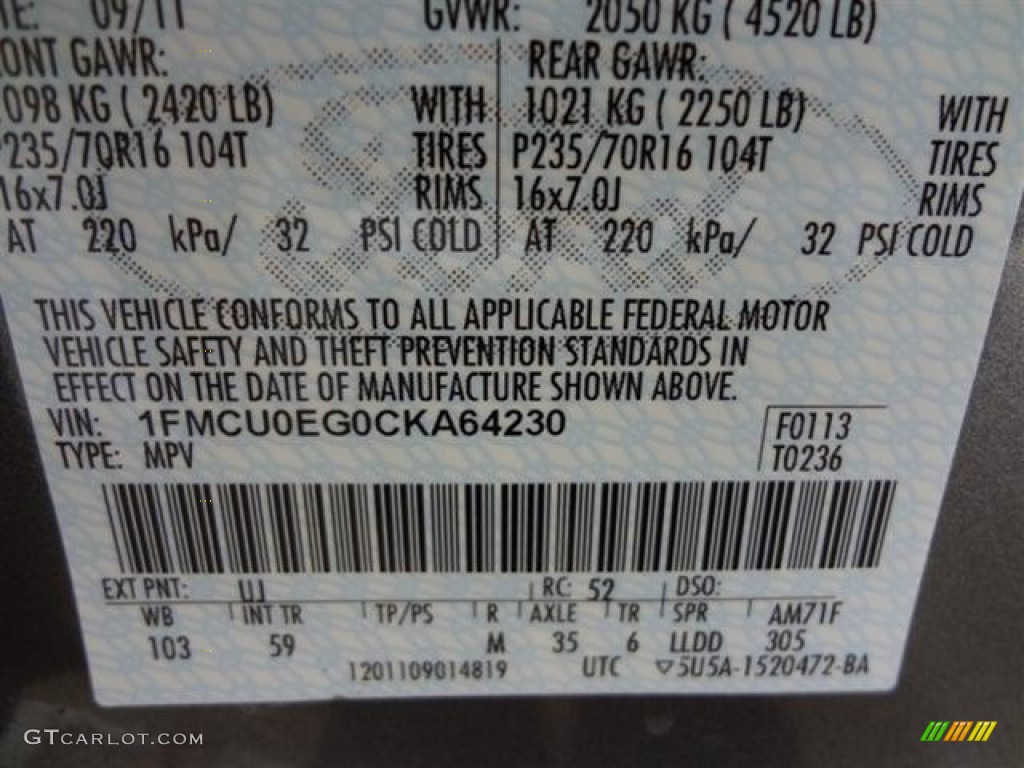 TE: 09/11 GVWR: 2050 KG ( 4520 LB)
ONT GAWR: REAR GAWR:
1098 KG ( 2420 LB) WITH 1021 KG ( 2250 LB) WITH
P235/70R16 104T TIRES P235/70R16 104T TIRES
16x7.0J RIMS 16x7.0J RIMS
AT 220 kPa/ 32 PSI COLD AT 220 kPa/ 32 PSI COLD
THIS VEHICLE CONFORMS TO ALL APPLICABLE FEDERAL MOTOR
VEHICLE SAFETY AND THEFT PREVENTION STANDARDS IN
EFFECT ON THE DATE OF MANUFACTURE SHOWN ABOVE.
VIN: 1FMCU0EG0CKA64230 F0113
TYPE: MPV T0236
EXT PNT: UJ RC: 52 DSO:
WB INT TR TP/PS R AXLE TR SPR AM71F
103 59 M 35 6 LLDD 305
1201109014819 UTC ▽5U5A-1520472-BA
GTCARLOT.COM